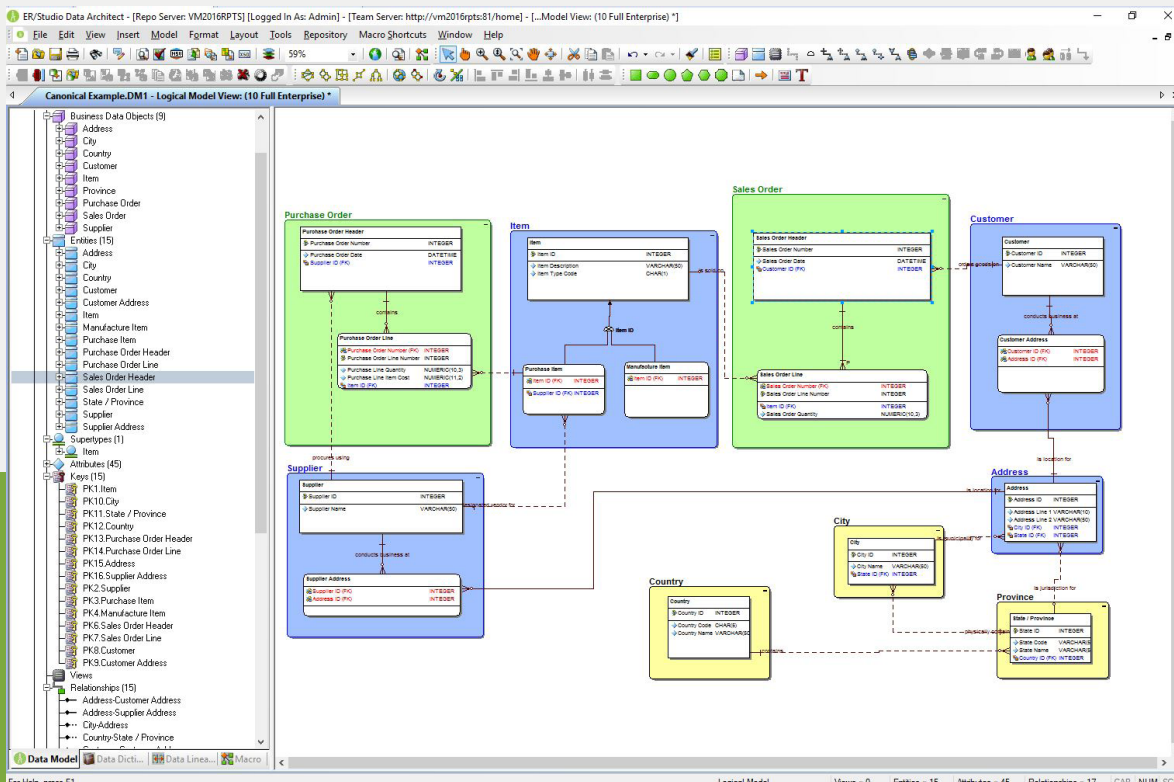 ER/Studio Data Architect - [Repo Server: VM2016RPTS] [Logged In As: Admin] - [Team Server: http://vm2016rpts:81/home] - [...Model View: (10 Full Enterprise) *]
File Edit View Insert Model Format Layout Tools Repository Macro Shortcuts Window Help
59%
Canonical Example.DM1 - Logical Model View: (10 Full Enterprise) *
Business Data Objects (9)
Address
City
Country
Customer
Item
Province
Purchase Order
Sales Order
Supplier
Entities (15)
Address
City
Country
Customer
Customer Address
Item
Manufacture Item
Purchase Item
Purchase Order Header
Purchase Order Line
Sales Order Header
Sales Order Line
State / Province
Supplier
Supplier Address
Supertypes (1)
Item
Attributes (45)
Keys (15)
PK1.Item
PK10.City
PK11.State / Province
PK12.Country
PK13.Purchase Order Header
PK14.Purchase Order Line
PK15.Address
PK16.Supplier Address
PK2.Supplier
PK3.Purchase Item
PK4.Manufacture Item
PK6.Sales Order Header
PK7.Sales Order Line
PK8.Customer
PK9.Customer Address
Views
Relationships (15)
Address-Customer Address
Address-Supplier Address
City-Address
Country-State / Province
Data Model Data Dicti... Data Linea... Macro
Purchase Order
Purchase Order Header
Purchase Order Number INTEGER
Purchase Order Date DATETIME
Supplier ID (FK) INTEGER
contains
Purchase Order Line
Purchase Order Number (FK) INTEGER
Purchase Order Line Number INTEGER
Purchase Line Quantity NUMERIC(10,3)
Purchase Line Item Cost NUMERIC(11,2)
Item ID (FK) INTEGER
procures using
Item
Item
Item ID INTEGER
Item Description VARCHAR(50)
Item Type Code CHAR(1)
is sold on
Item ID
Purchase Item
Item ID (FK) INTEGER
Supplier ID (FK) INTEGER
Manufacture Item
Item ID (FK) INTEGER
Sales Order
Sales Order Header
Sales Order Number INTEGER
Sales Order Date DATETIME
Customer ID (FK) INTEGER
contains
Sales Order Line
Sales Order Number (FK) INTEGER
Sales Order Line Number INTEGER
Item ID (FK) INTEGER
Sales Order Quantity NUMERIC(10,3)
Customer
Customer
Customer ID INTEGER
Customer Name VARCHAR(50)
conducts business at
Customer Address
Customer ID (FK) INTEGER
Address ID (FK) INTEGER
is location for
Supplier
Supplier
Supplier ID INTEGER
Supplier Name VARCHAR(50)
conducts business at
Supplier Address
Supplier ID (FK) INTEGER
Address ID (FK) INTEGER
is location for
Address
Address
Address ID INTEGER
Address Line 1 VARCHAR(10)
Address Line 2 VARCHAR(50)
City ID (FK) INTEGER
State ID (FK) INTEGER
is jurisdiction for
City
City
City ID INTEGER
City Name VARCHAR(50)
State ID (FK) INTEGER
Country
Country
Country ID INTEGER
Country Code CHAR(5)
Country Name VARCHAR(50
contains
Province
State / Province
State ID INTEGER
State Code VARCHAR(5
State Name VARCHAR(5
Country ID (FK) INTEGER